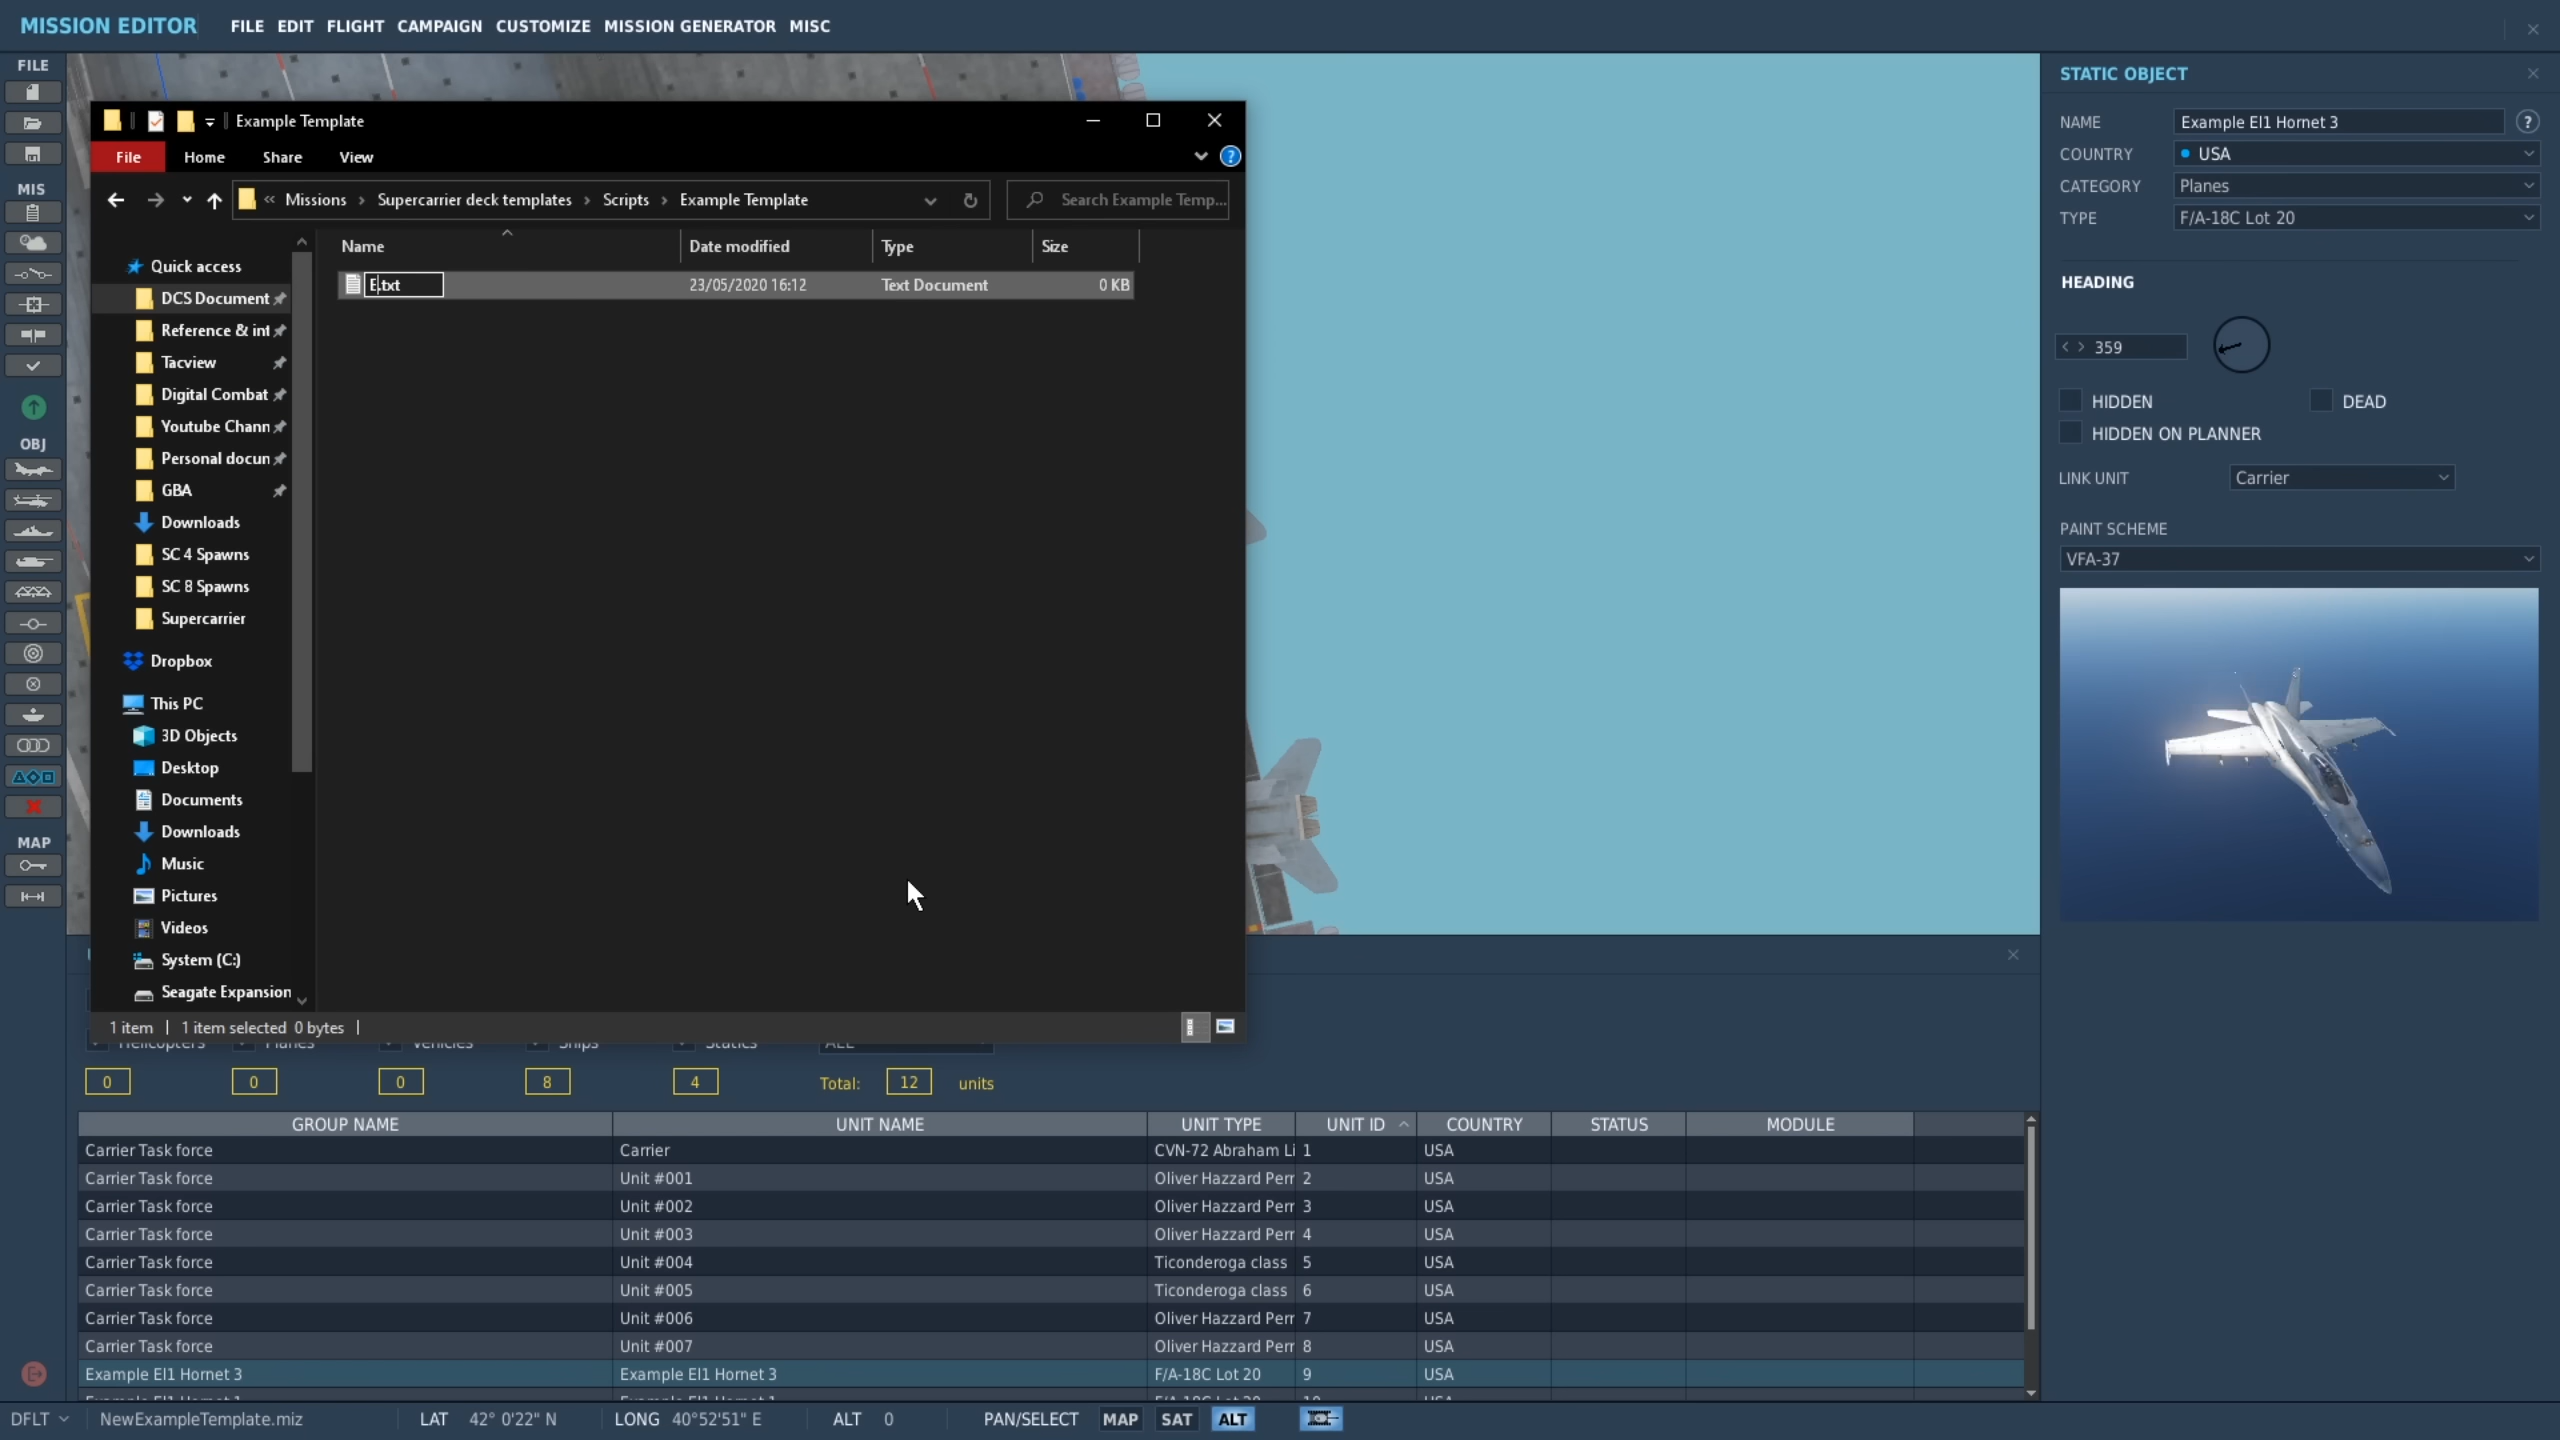 MISSION EDITOR FILE EDIT FLIGHT CAMPAIGN CUSTOMIZE MISSION GENERATOR MISC
FILE
MIS
OBJ
MAP
Example Template
File Home Share View
« Missions › Supercarrier deck templates › Scripts › Example Template
Search Example Temp...
Name Date modified Type Size
E.txt 23/05/2020 16:12 Text Document 0 KB
Quick access
DCS Document
Reference & int
Tacview
Digital Combat
Youtube Chann
Personal docun
GBA
Downloads
SC 4 Spawns
SC 8 Spawns
Supercarrier
Dropbox
This PC
3D Objects
Desktop
Documents
Downloads
Music
Pictures
Videos
System (C:)
Seagate Expansion
1 item | 1 item selected 0 bytes |
STATIC OBJECT
NAME Example El1 Hornet 3 ?
COUNTRY USA
CATEGORY Planes
TYPE F/A-18C Lot 20
HEADING
< > 359
HIDDEN DEAD
HIDDEN ON PLANNER
LINK UNIT Carrier
PAINT SCHEME
VFA-37
Helicopters Planes Vehicles Ships Statics ALL
0 0 0 8 4 Total: 12 units
GROUP NAME UNIT NAME UNIT TYPE UNIT ID COUNTRY STATUS MODULE
Carrier Task force Carrier CVN-72 Abraham Li 1 USA
Carrier Task force Unit #001 Oliver Hazzard Perr 2 USA
Carrier Task force Unit #002 Oliver Hazzard Perr 3 USA
Carrier Task force Unit #003 Oliver Hazzard Perr 4 USA
Carrier Task force Unit #004 Ticonderoga class 5 USA
Carrier Task force Unit #005 Ticonderoga class 6 USA
Carrier Task force Unit #006 Oliver Hazzard Perr 7 USA
Carrier Task force Unit #007 Oliver Hazzard Perr 8 USA
Example El1 Hornet 3 Example El1 Hornet 3 F/A-18C Lot 20 9 USA
DFLT NewExampleTemplate.miz LAT 42° 0'22" N LONG 40°52'51" E ALT 0 PAN/SELECT MAP SAT ALT